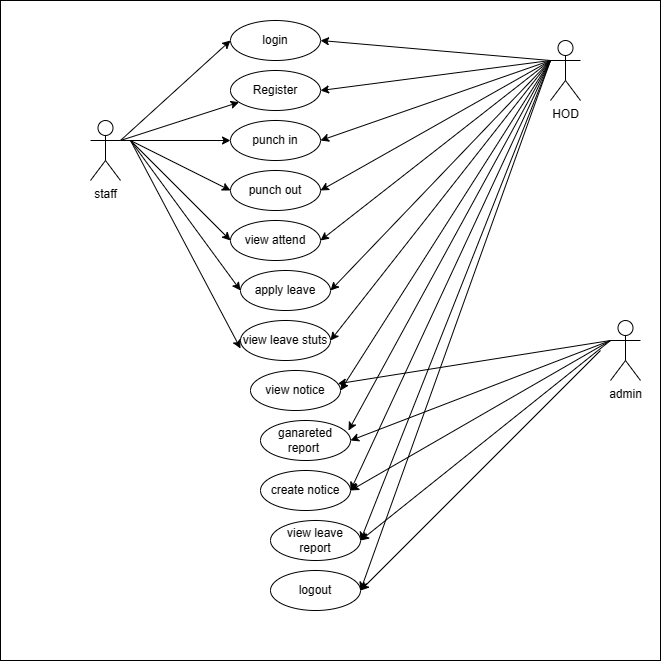 login
Register
HOD
punch in
punch out
staff
view attend
apply leave
view leave stuts
view notice
admin
ganareted
report
create notice
view leave
report
logout